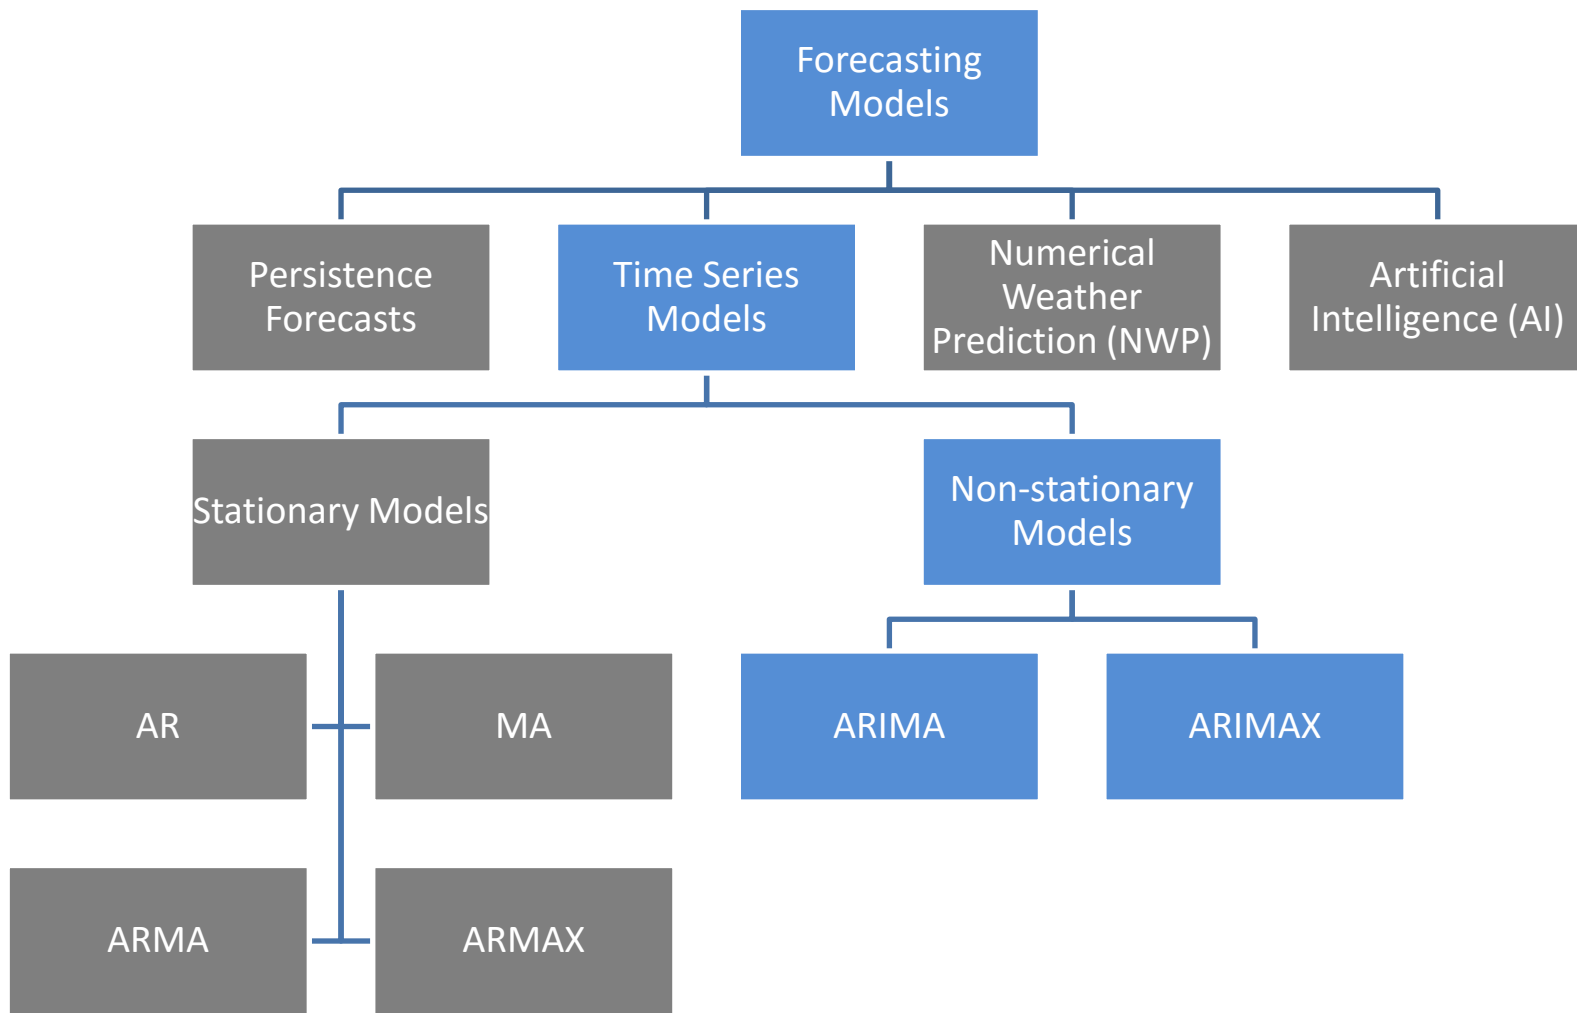 Forecasting
Models
Persistence
Forecasts
Time Series
Models
Numerical
Weather
Prediction (NWP)
Artificial
Intelligence (AI)
Stationary Models
Non-stationary
Models
AR
MA
ARIMA
ARIMAX
ARMA
ARMAX